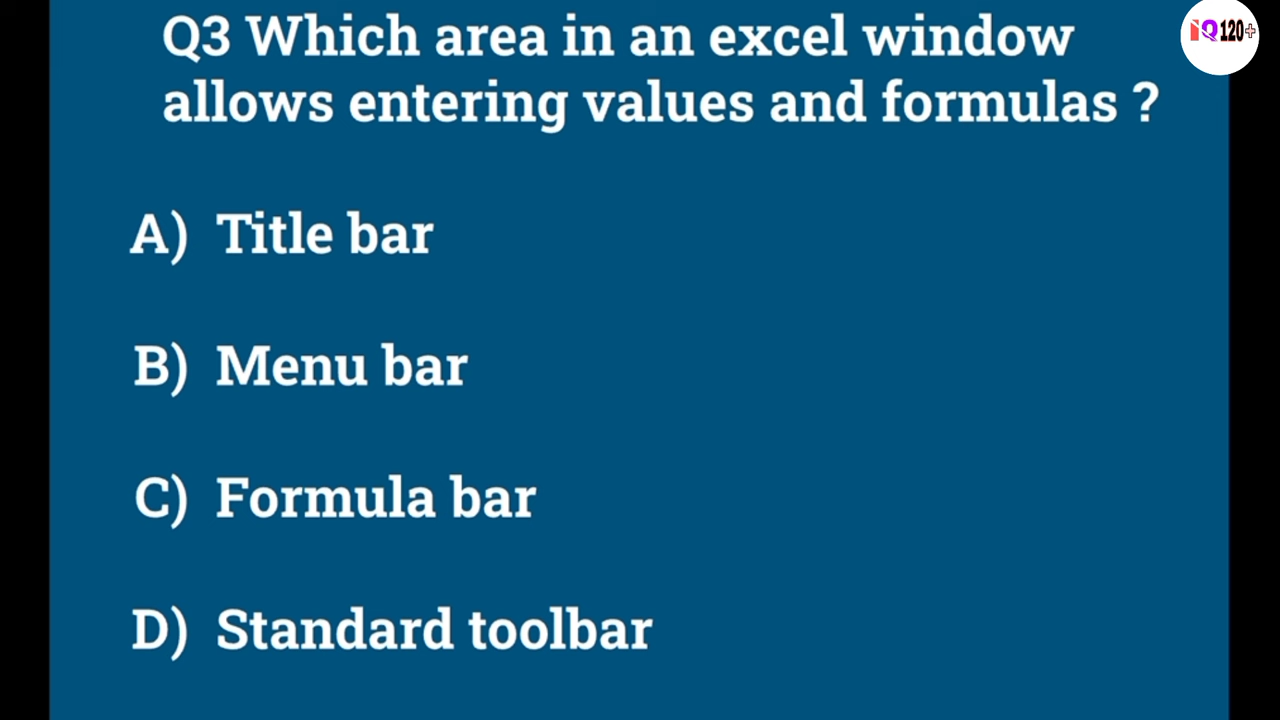 Q3 Which area in an excel window
allows entering values and formulas ?
A) Title bar
B) Menu bar
C) Formula bar
D) Standard toolbar
iQ120+